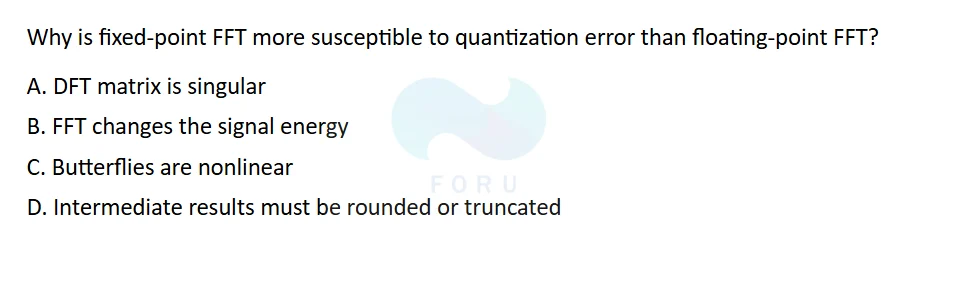 Why is fixed-point FFT more susceptible to quantization error than floating-point FFT?
A. DFT matrix is singular
B. FFT changes the signal energy
C. Butterflies are nonlinear
FORU
D. Intermediate results must be rounded or truncated